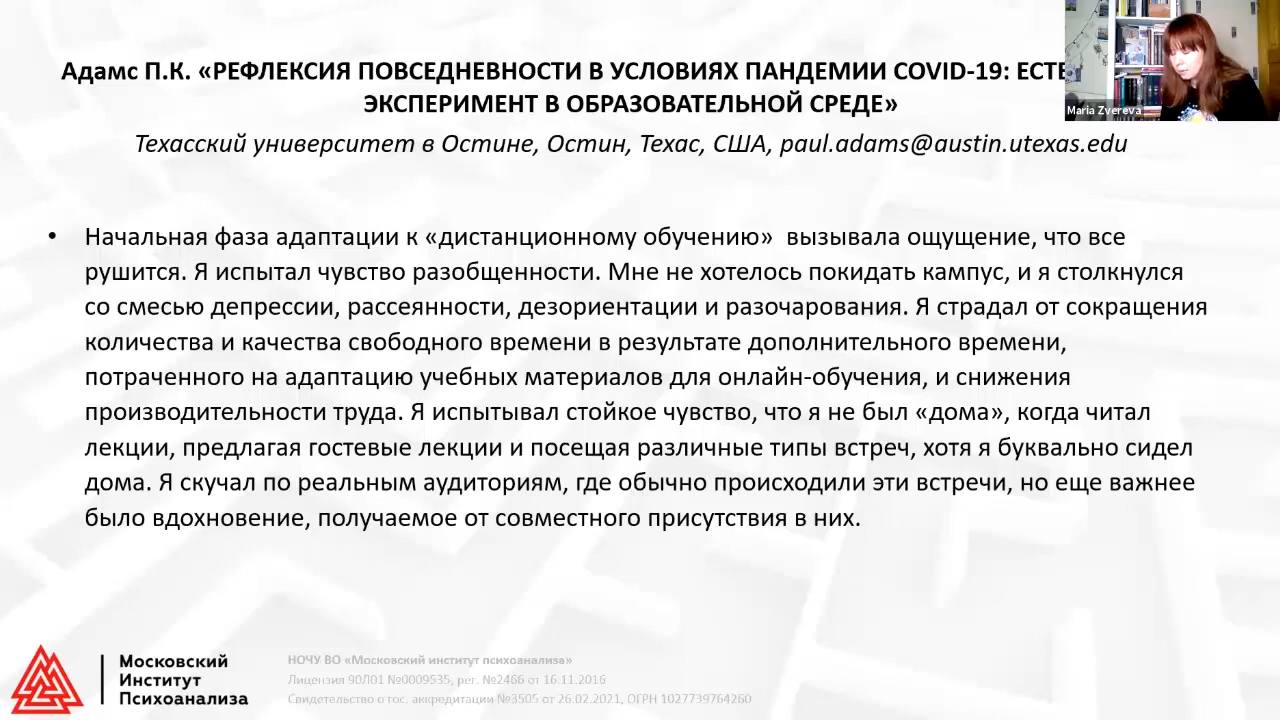 Адамс П.К. «РЕФЛЕКСИЯ ПОВСЕДНЕВНОСТИ В УСЛОВИЯХ ПАНДЕМИИ COVID-19: ЕСТЕ
ЭКСПЕРИМЕНТ В ОБРАЗОВАТЕЛЬНОЙ СРЕДЕ»
Техасский университет в Остине, Остин, Техас, США, paul.adams@austin.utexas.edu
Maria Zvereva
• Начальная фаза адаптации к «дистанционному обучению» вызывала ощущение, что все
рушится. Я испытал чувство разобщенности. Мне не хотелось покидать кампус, и я столкнулся
со смесью депрессии, рассеянности, дезориентации и разочарования. Я страдал от сокращения
количества и качества свободного времени в результате дополнительного времени,
потраченного на адаптацию учебных материалов для онлайн-обучения, и снижения
производительности труда. Я испытывал стойкое чувство, что я не был «дома», когда читал
лекции, предлагая гостевые лекции и посещая различные типы встреч, хотя я буквально сидел
дома. Я скучал по реальным аудиториям, где обычно происходили эти встречи, но еще важнее
было вдохновение, получаемое от совместного присутствия в них.
Московский
Институт
Психоанализа
НОЧУ ВО «Московский институт психоанализа»
Лицензия 90Л01 №0009535, рег. №2466 от 16.11.2016
Свидетельство о гос. аккредитации №3505 от 26.02.2021, ОГРН 1027739764260